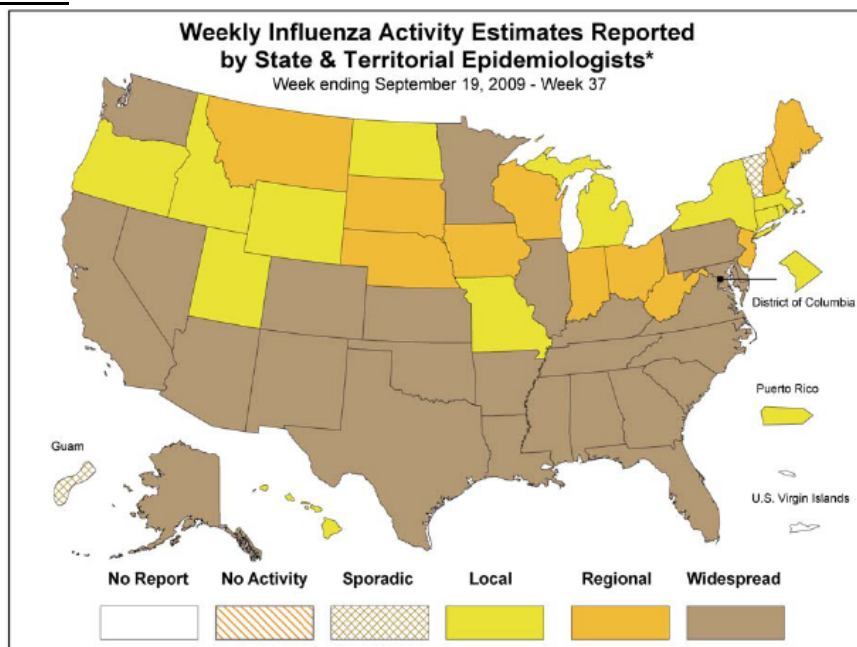 Weekly Influenza Activity Estimates Reported
by State & Territorial Epidemiologists*
Week ending September 19, 2009 - Week 37
District of Columbia
Puerto Rico
Guam
U.S. Virgin Islands
No Report No Activity Sporadic Local Regional Widespread